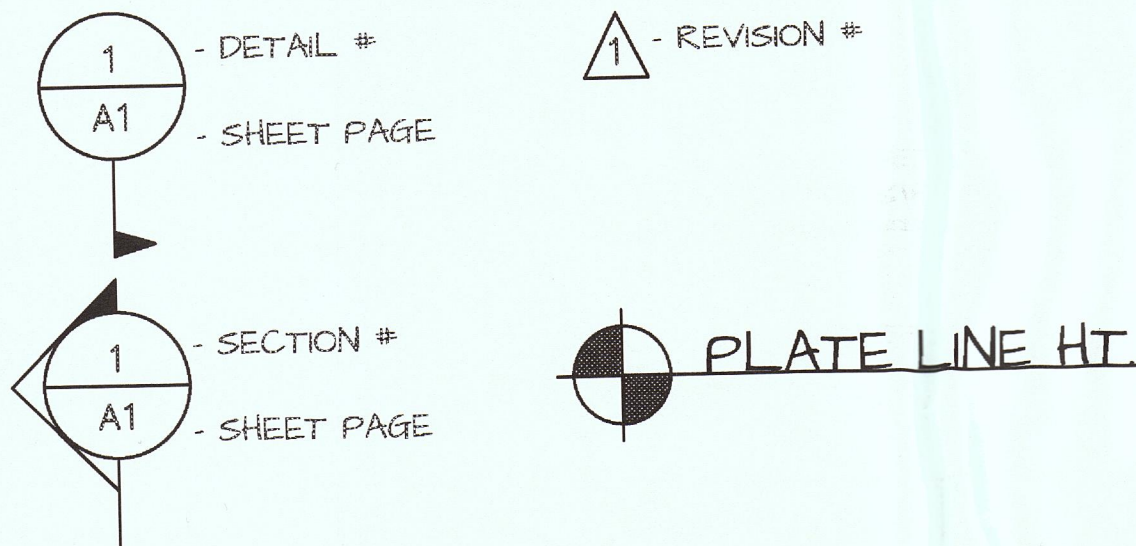 1
- DETAIL #
A1
- SHEET PAGE
1
- REVISION #
1
- SECTION #
A1
- SHEET PAGE
PLATE LINE HT.